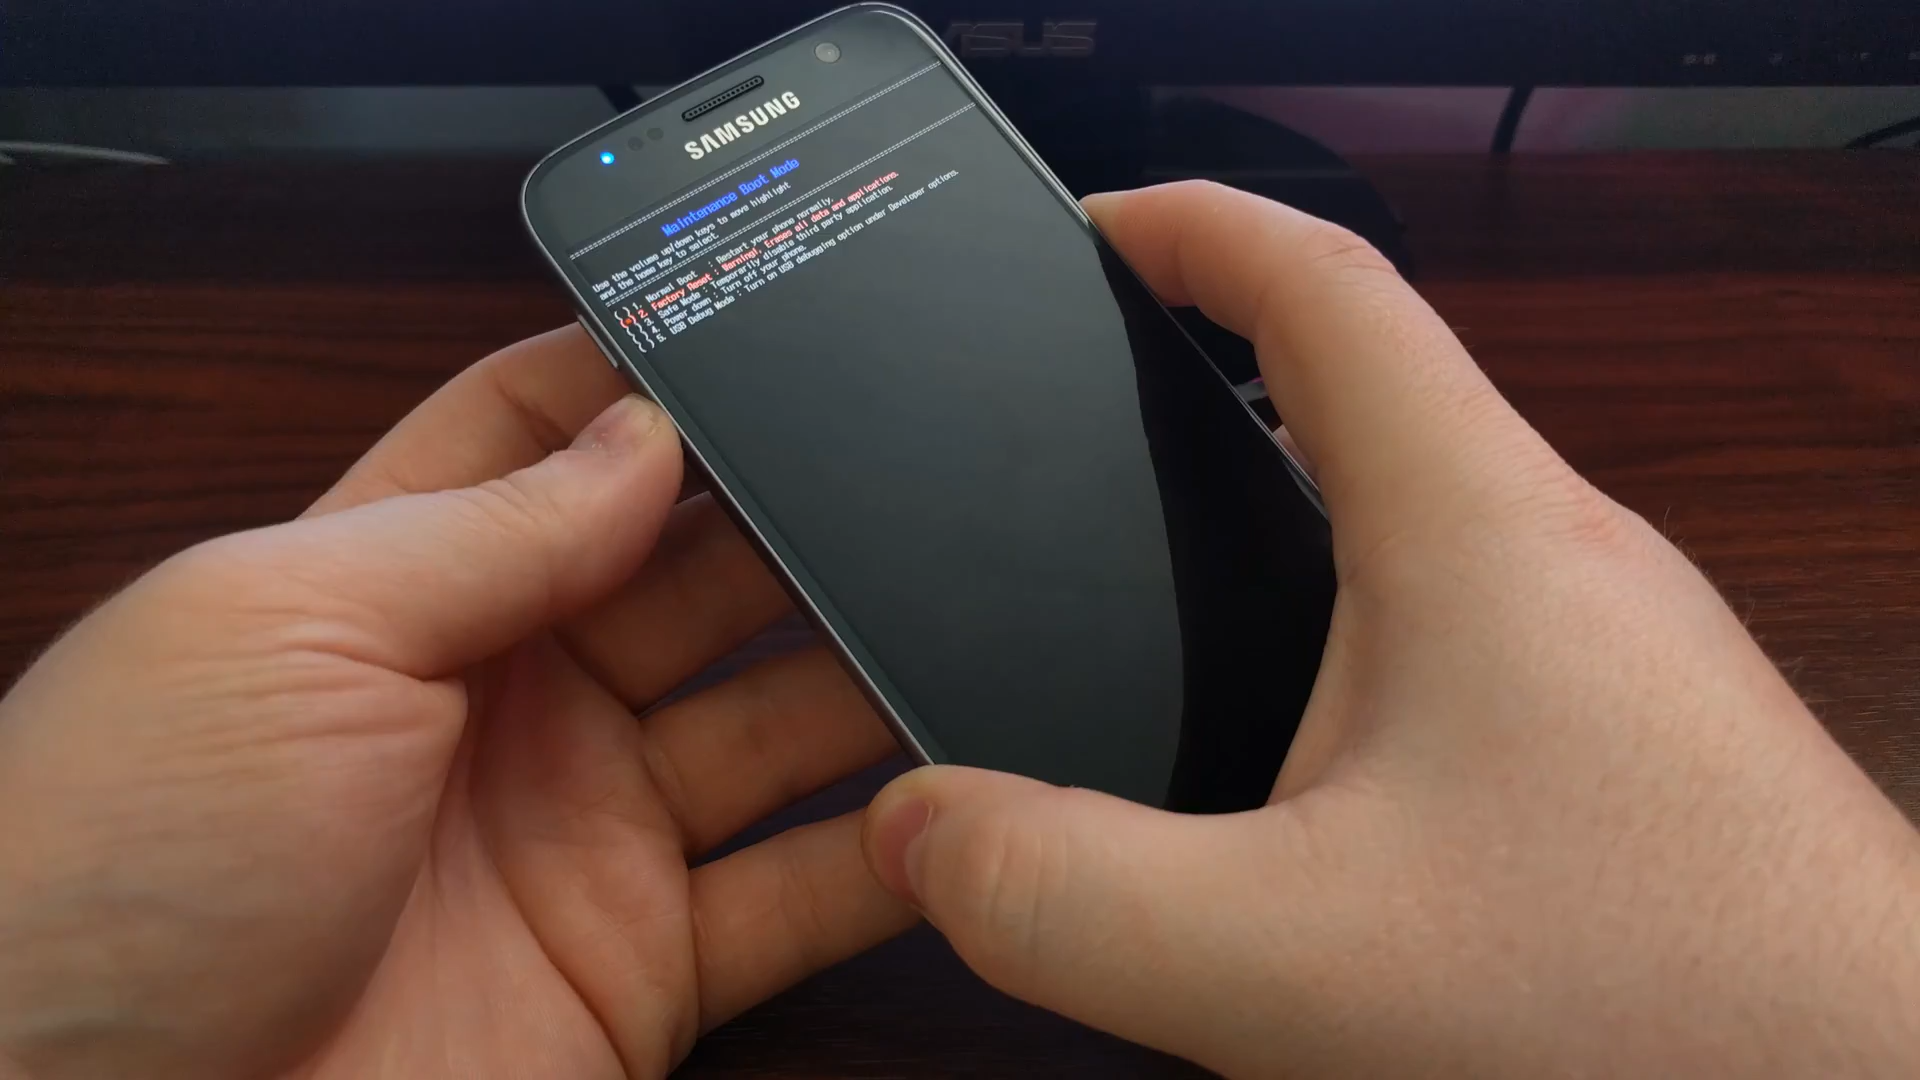 ASUS
SAMSUNG
Maintenance Boot Mode
Use the volume up/down keys to move highlight
and the home key to select.
( ) 1. Normal Boot : Restart your phone normally.
(*) 2. Factory Reset : Warning!, Erases all data and applications.
( ) 3. Safe Mode : Temporarily disable third party application.
( ) 4. Power down : Turn off your phone.
( ) 5. USB Debug Mode : Turn on USB debugging option under Developer options.